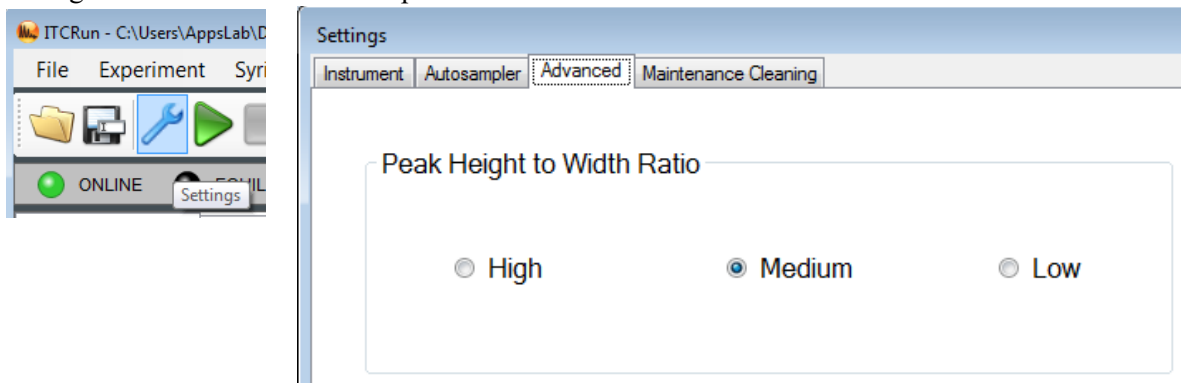 ITCRun - C:\Users\AppsLab\D
File Experiment Syri
ONLINE
Settings
Settings
Instrument Autosampler Advanced Maintenance Cleaning
Peak Height to Width Ratio
High Medium Low